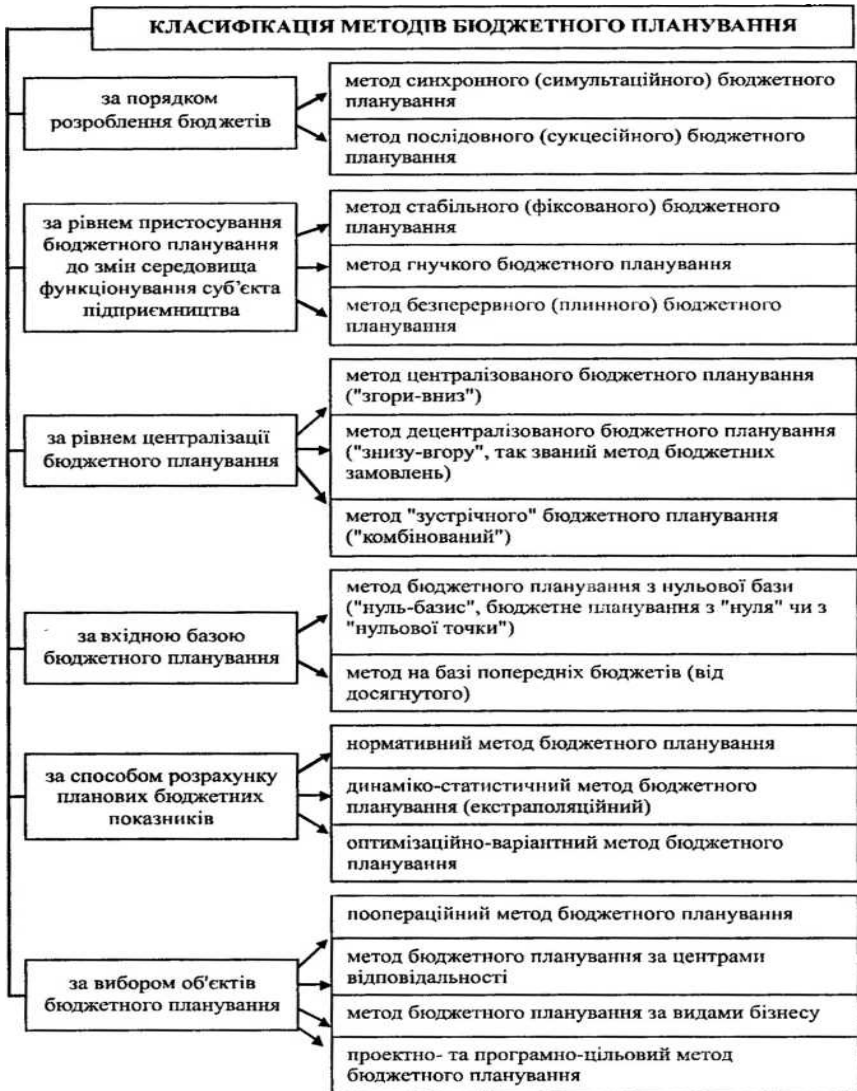 КЛАСИФІКАЦІЯ МЕТОДІВ БЮДЖЕТНОГО ПЛАНУВАННЯ
за порядком
розроблення бюджетів
метод синхронного (симультаційного) бюджетного
планування
метод послідовного (сукцесійного) бюджетного
планування
за рівнем пристосування
бюджетного планування
до змін середовища
функціонування суб’єкта
підприємництва
метод стабільного (фіксованого) бюджетного
планування
метод гнучкого бюджетного планування
метод безперервного (плинного) бюджетного
планування
за рівнем централізації
бюджетного планування
метод централізованого бюджетного планування
("згори-вниз")
метод децентралізованого бюджетного планування
("знизу-вгору", так званий метод бюджетних
замовлень)
метод "зустрічного" бюджетного планування
("комбінований")
за вхідною базою
бюджетного планування
метод бюджетного планування з нульової бази
("нуль-базис", бюджетне планування з "нуля" чи з
"нульової точки")
метод на базі попередніх бюджетів (від
досягнутого)
за способом розрахунку
планових бюджетних
показників
нормативний метод бюджетного планування
динаміко-статистичний метод бюджетного
планування (екстраполяційний)
оптимізаційно-варіантний метод бюджетного
планування
за вибором об'єктів
бюджетного планування
поопераційний метод бюджетного планування
метод бюджетного планування за центрами
відповідальності
метод бюджетного планування за видами бізнесу
проектно- та програмно-цільовий метод
бюджетного планування